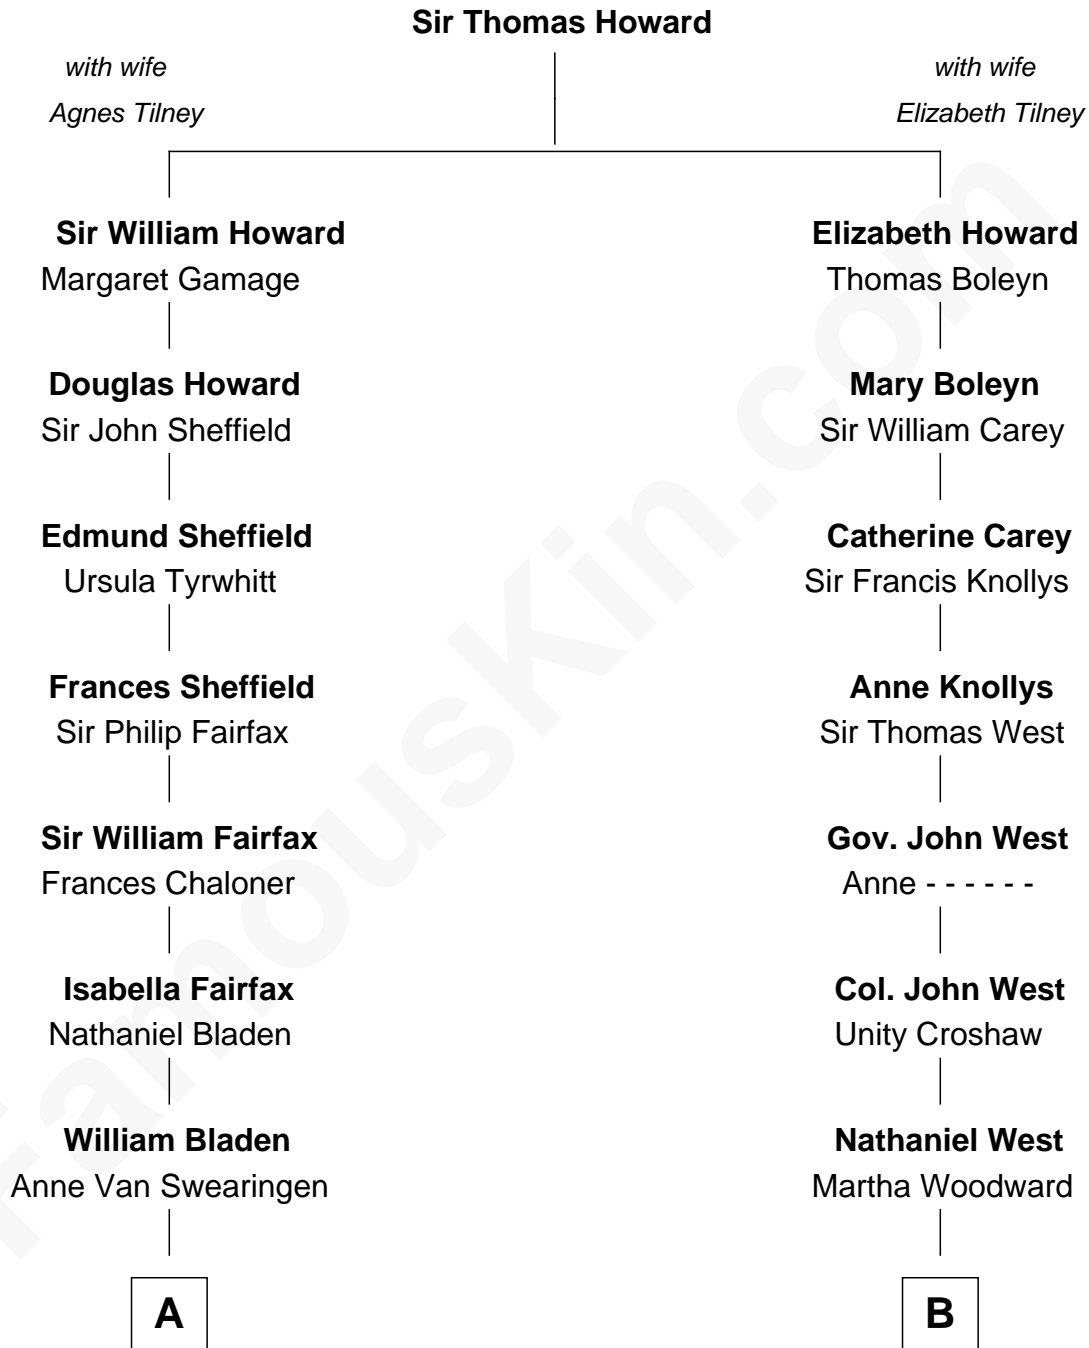 Sir Thomas Howard
with wife
Agnes Tilney
with wife
Elizabeth Tilney
Sir William Howard
Margaret Gamage
Douglas Howard
Sir John Sheffield
Edmund Sheffield
Ursula Tyrwhitt
Frances Sheffield
Sir Philip Fairfax
Sir William Fairfax
Frances Chaloner
Isabella Fairfax
Nathaniel Bladen
William Bladen
Anne Van Swearingen
A
Elizabeth Howard
Thomas Boleyn
Mary Boleyn
Sir William Carey
Catherine Carey
Sir Francis Knollys
Anne Knollys
Sir Thomas West
Gov. John West
Anne - - - - - -
Col. John West
Unity Croshaw
Nathaniel West
Martha Woodward
B
FamousKin.com